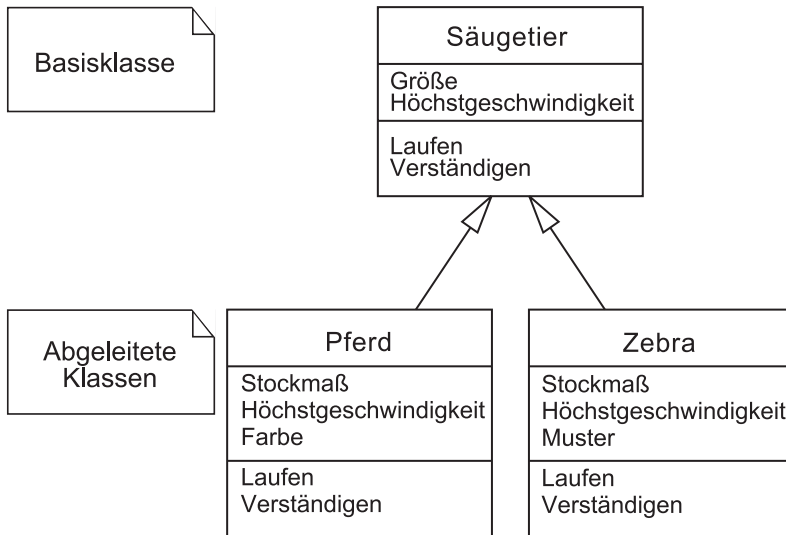 Basisklasse
Säugetier
Größe
Höchstgeschwindigkeit
Laufen
Verständigen
Abgeleitete
Klassen
Pferd
Stockmaß
Höchstgeschwindigkeit
Farbe
Laufen
Verständigen
Zebra
Stockmaß
Höchstgeschwindigkeit
Muster
Laufen
Verständigen